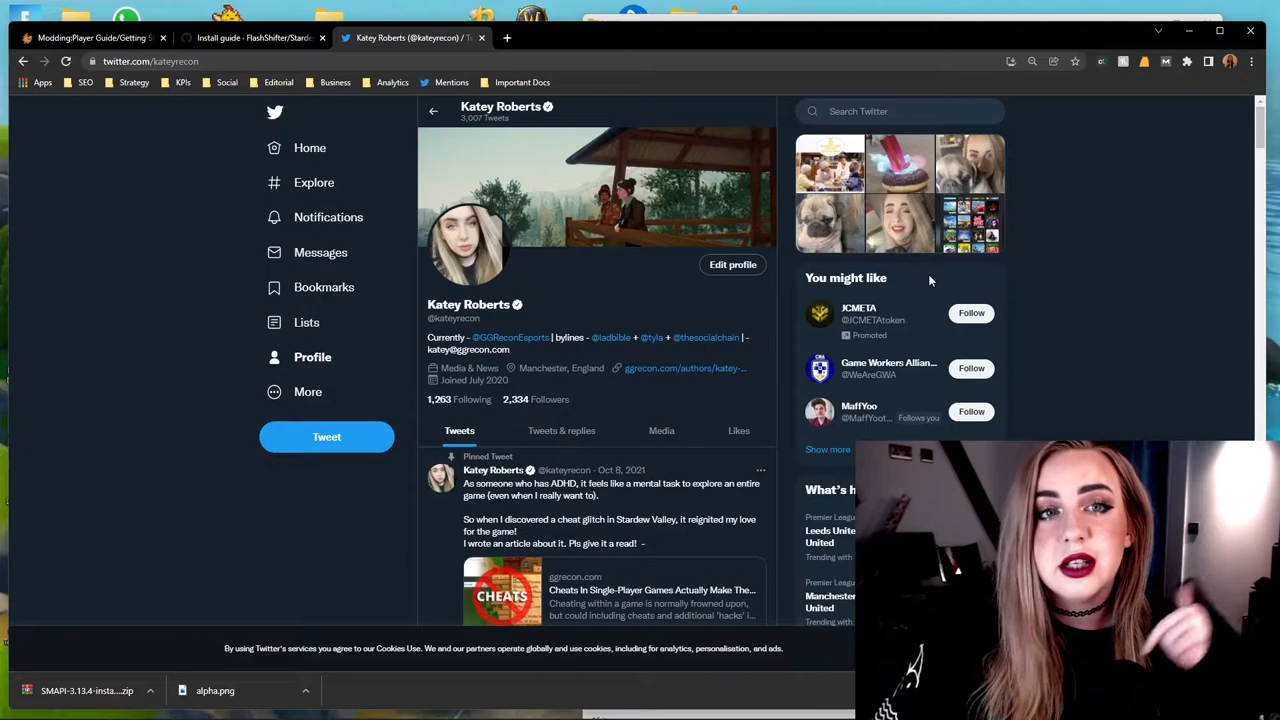 Modding:Player Guide/Getting S
Install guide · FlashShifter/Starde
Katey Roberts (@kateyrecon) / T
twitter.com/kateyrecon
Apps
SEO
Strategy
KPIs
Social
Editorial
Business
Analytics
Mentions
Important Docs
Katey Roberts
3,007 Tweets
Search Twitter
Home
Explore
Notifications
Messages
Bookmarks
Lists
Profile
More
Tweet
Edit profile
Katey Roberts
@kateyrecon
Currently - @GGReconEsports | bylines - @ladbible + @tyla + @thesocialchain | -
katey@ggrecon.com
Media & News
Manchester, England
ggrecon.com/authors/katey-...
Joined July 2020
1,263 Following
2,334 Followers
Tweets
Tweets & replies
Media
Likes
Pinned Tweet
Katey Roberts @kateyrecon · Oct 8, 2021
As someone who has ADHD, it feels like a mental task to explore an entire
game (even when I really want to).
So when I discovered a cheat glitch in Stardew Valley, it reignited my love
for the game!
I wrote an article about it. Pls give it a read! -
CHEATS
ggrecon.com
Cheats In Single-Player Games Actually Make The...
Cheating within a game is normally frowned upon,
but could including cheats and additional 'hacks' i...
You might like
JCMETA
@JCMETAtoken
Promoted
Follow
Game Workers Allian...
@WeAreGWA
Follow
MaffYoo
@MaffYoot...
Follows you
Follow
Show more
What's h
Premier Leag
Leeds Unite
United
Trending with
Premier Leag
Manchester
United
Trending with
By using Twitter's services you agree to our Cookies Use. We and our partners operate globally and use cookies, including for analytics, personalisation, and ads.
SMAPI-3.13.4-insta....zip
alpha.png